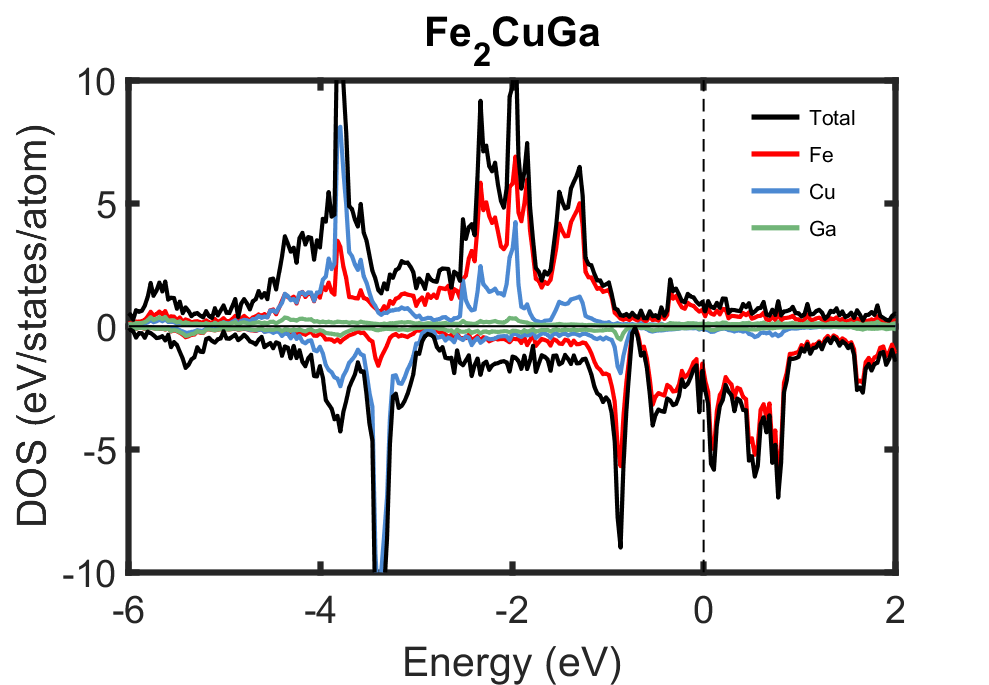 Fe₂CuGa
DOS (eV/states/atom)
10
5
0
-5
-10
Total
Fe
Cu
Ga
-6 -4 -2 0 2
Energy (eV)